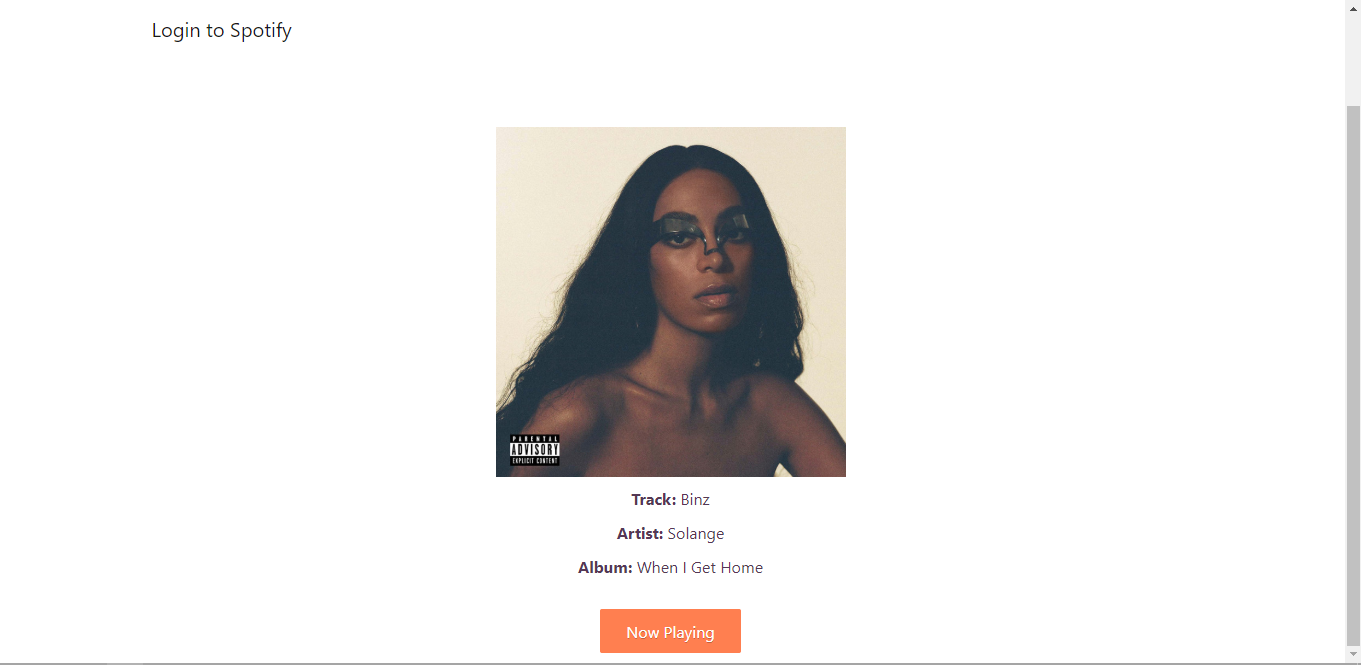 Login to Spotify
PARENTAL
ADVISORY
EXPLICIT CONTENT
Track: Binz
Artist: Solange
Album: When I Get Home
Now Playing